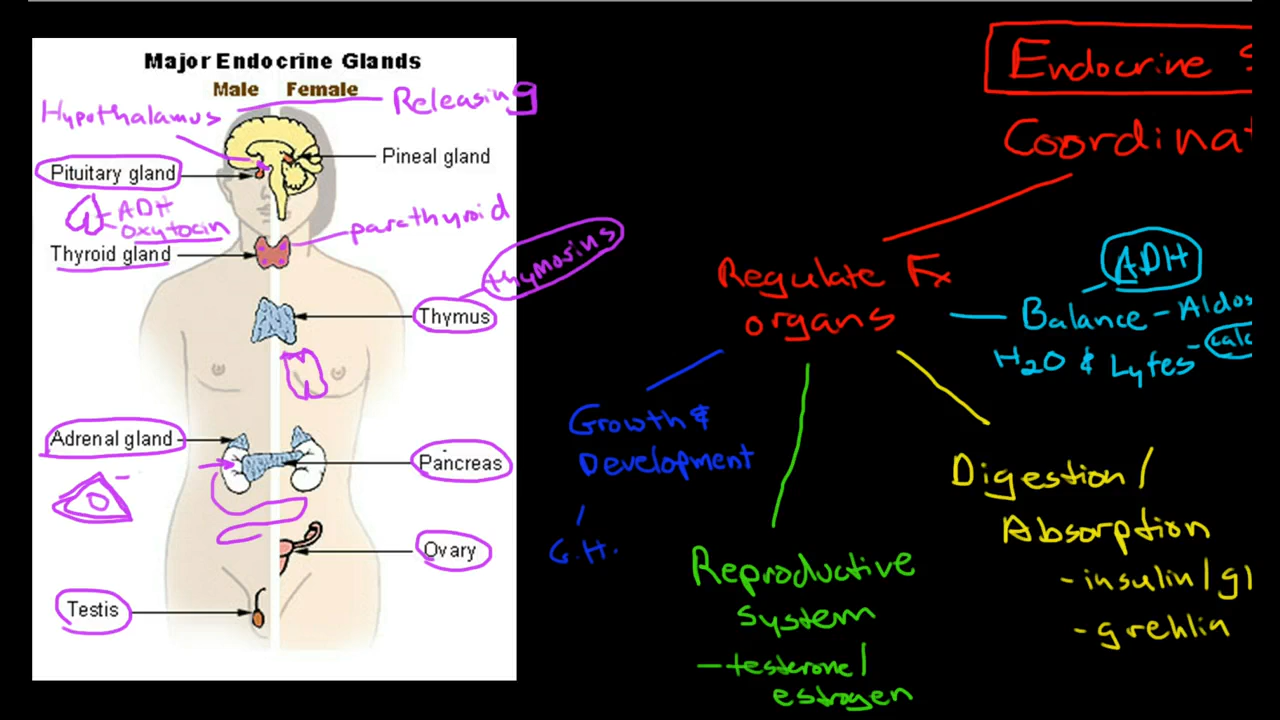 Major Endocrine Glands
Male Female
Hypothalamus
Releasing
Pineal gland
Pituitary gland
ADH
oxytocin
parathyroid
Thyroid gland
thymosins
Thymus
Adrenal gland
Pancreas
Ovary
Testis
Endocrine
Coordina
Regulate Fx
organs
ADH
Balance - Aldos
H2O & Lytes - calc
Growth &
Development
G.H.
Reproductive
system
- testerone/
estrogen
Digestion/
Absorption
- insulin/gl
- grehlin